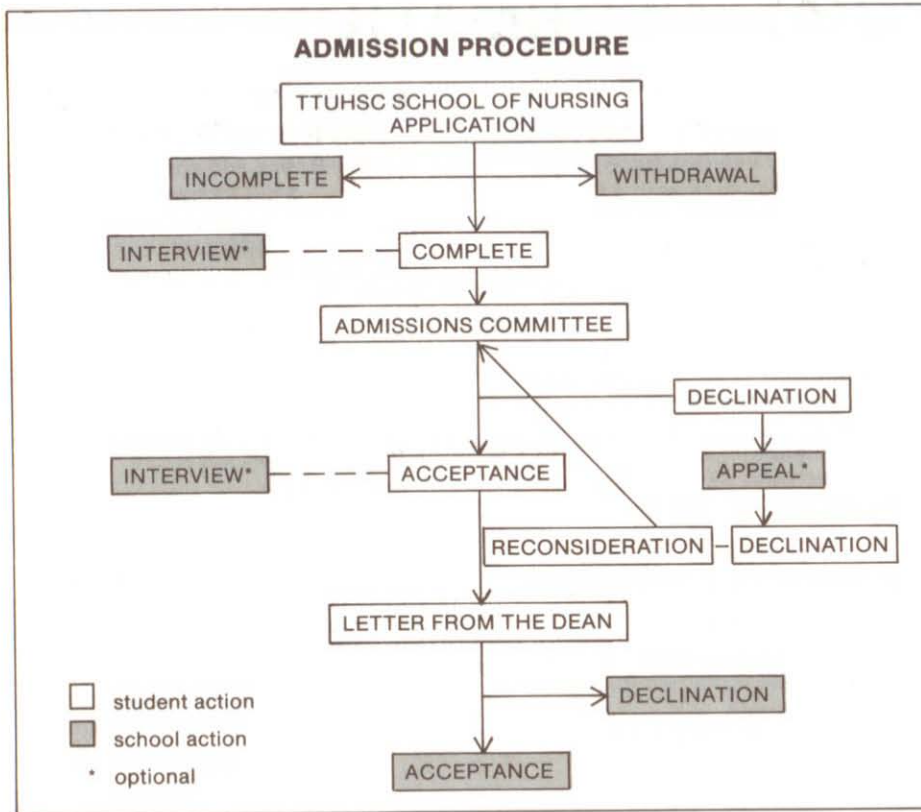 ADMISSION PROCEDURE
TTUHSC SCHOOL OF NURSING
APPLICATION
INCOMPLETE
WITHDRAWAL
INTERVIEW*
COMPLETE
ADMISSIONS COMMITTEE
DECLINATION
INTERVIEW*
ACCEPTANCE
APPEAL*
RECONSIDERATION
DECLINATION
LETTER FROM THE DEAN
DECLINATION
ACCEPTANCE
student action
school action
* optional